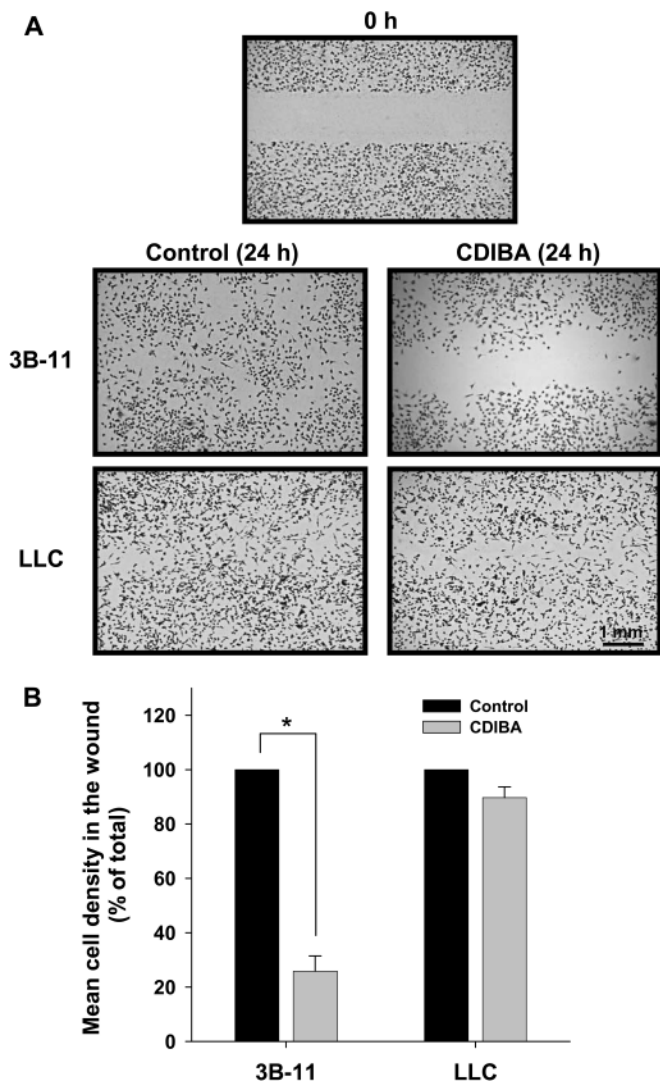 A
0 h
Control (24 h)
CDIBA (24 h)
3B-11
LLC
1 mm
B
Mean cell density in the wound
(% of total)
120
100
80
60
40
20
0
*
Control
CDIBA
3B-11
LLC